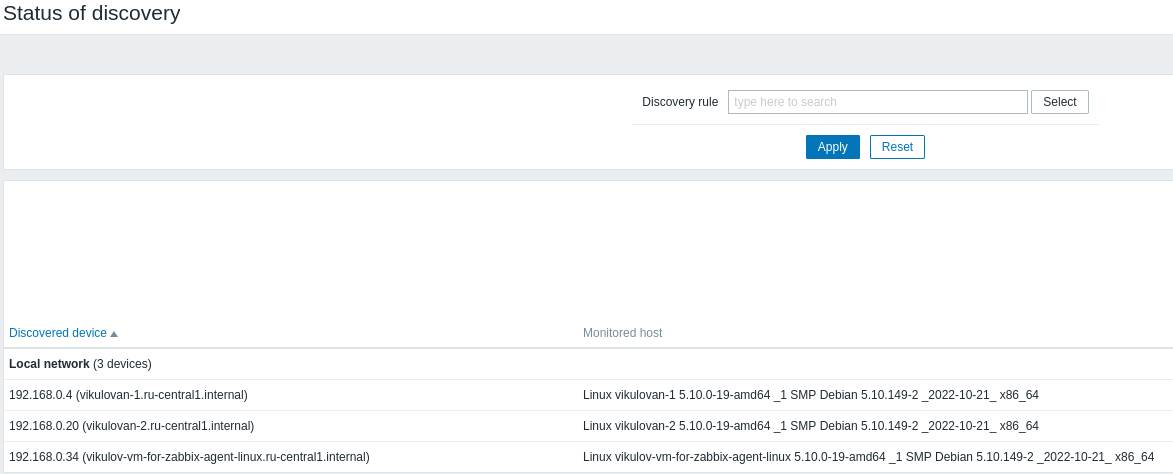 Status of discovery
Discovery rule type here to search Select
Apply Reset
Discovered device Monitored host
Local network (3 devices)
192.168.0.4 (vikulovan-1.ru-central1.internal) Linux vikulovan-1 5.10.0-19-amd64 _1 SMP Debian 5.10.149-2 _2022-10-21_ x86_64
192.168.0.20 (vikulovan-2.ru-central1.internal) Linux vikulovan-2 5.10.0-19-amd64 _1 SMP Debian 5.10.149-2 _2022-10-21_ x86_64
192.168.0.34 (vikulov-vm-for-zabbix-agent-linux.ru-central1.internal) Linux vikulov-vm-for-zabbix-agent-linux 5.10.0-19-amd64 _1 SMP Debian 5.10.149-2 _2022-10-21_ x86_64